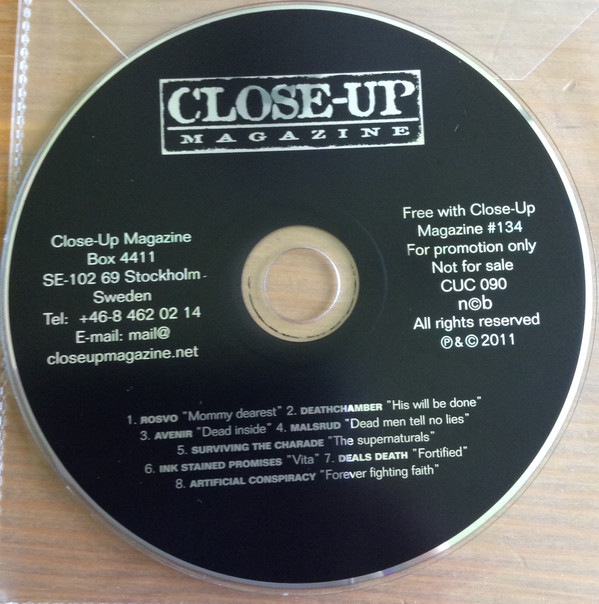 CLOSE-UP
MAGAZINE
Close-Up Magazine
Box 4411
SE-102 69 Stockholm
Sweden
Tel: +46-8 462 02 14
E-mail: mail@
closeupmagazine.net
Free with Close-Up
Magazine #134
For promotion only
Not for sale
CUC 090
n©b
All rights reserved
℗&©2011
1. ROSVO "Mommy dearest" 2. DEATHCHAMBER "His will be done"
3. AVENIR "Dead inside" 4. MALSRUD "Dead men tell no lies"
5. SURVIVING THE CHARADE "The supernaturals"
6. INK STAINED PROMISES "Vita" 7. DEALS DEATH "Fortified"
8. ARTIFICIAL CONSPIRACY "Forever fighting faith"